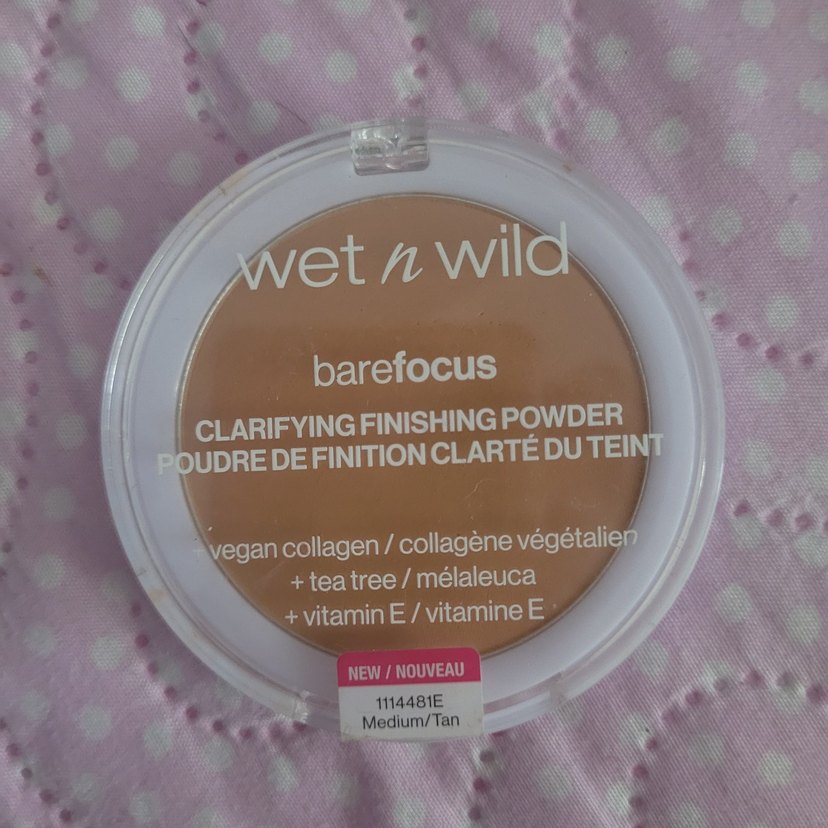 wet n wild
barefocus
CLARIFYING FINISHING POWDER
POUDRE DE FINITION CLARTÉ DU TEINT
+ vegan collagen / collagène végétalien
+ tea tree / mélaleuca
+ vitamin E / vitamine E
NEW / NOUVEAU
1114481E
Medium/Tan